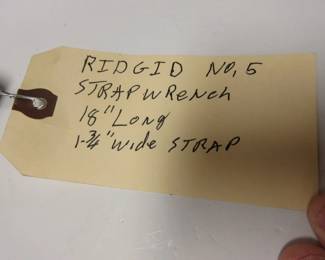 RIDGID NO. 5
STRAP WRENCH
18" LONG
1-3/4" WIDE STRAP